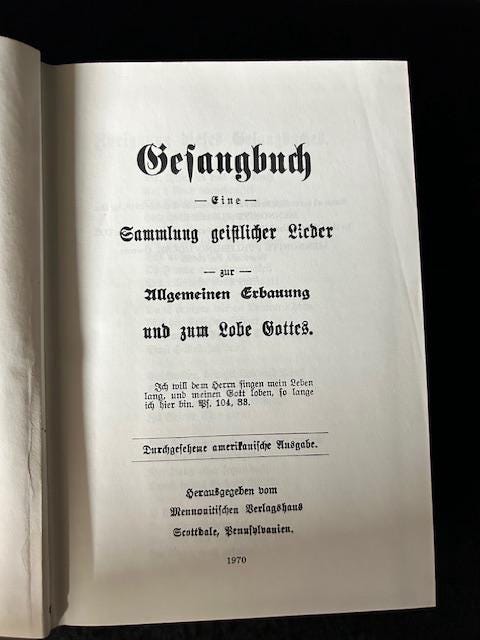 Gesangbuch
— Eine —
Sammlung geistlicher Lieder
— zur —
Allgemeinen Erbauung
und zum Lobe Gottes.
Ich will dem Herrn singen mein Leben
lang, und meinen Gott loben, so lange
ich hier bin. Ps. 104, 33.
Durchgesehene amerikanische Ausgabe.
Herausgegeben vom
Mennonitischen Verlagshaus
Scottdale, Pennsylvanien.
1970